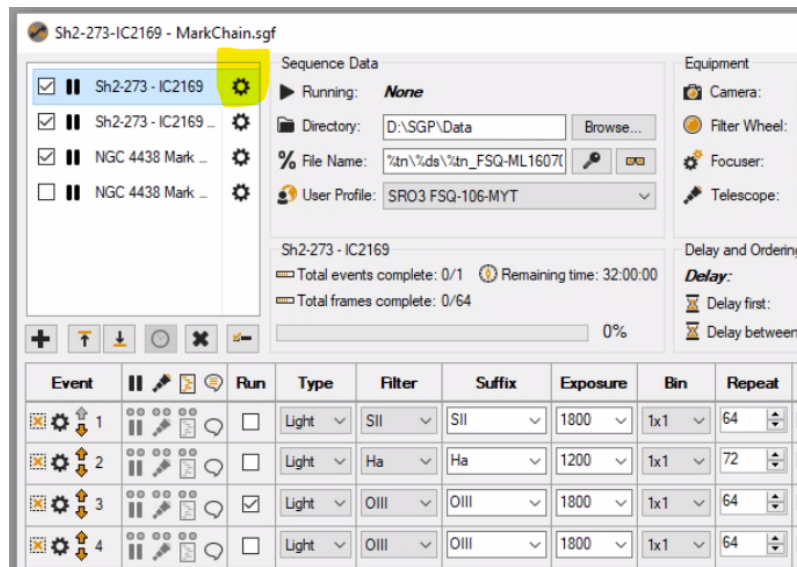 Sh2-273-IC2169 - MarkChain.sgf
Sh2-273 - IC2169
Sh2-273 - IC2169 ...
NGC 4438 Mark ...
NGC 4438 Mark ...
Sequence Data
Running: None
Directory: D:\SGP\Data Browse...
% File Name: %tn\%ds\%tn_FSQ-ML1607(
User Profile: SRO3 FSQ-106-MYT
Equipment
Camera:
Filter Wheel:
Focuser:
Telescope:
Sh2-273 - IC2169
Total events complete: 0/1 Remaining time: 32:00:00
Total frames complete: 0/64
0%
Delay and Ordering
Delay:
Delay first:
Delay between
Event Run Type Filter Suffix Exposure Bin Repeat
1 Light SII SII 1800 1x1 64
2 Light Ha Ha 1200 1x1 72
3 Light OIII OIII 1800 1x1 64
4 Light OIII OIII 1800 1x1 64